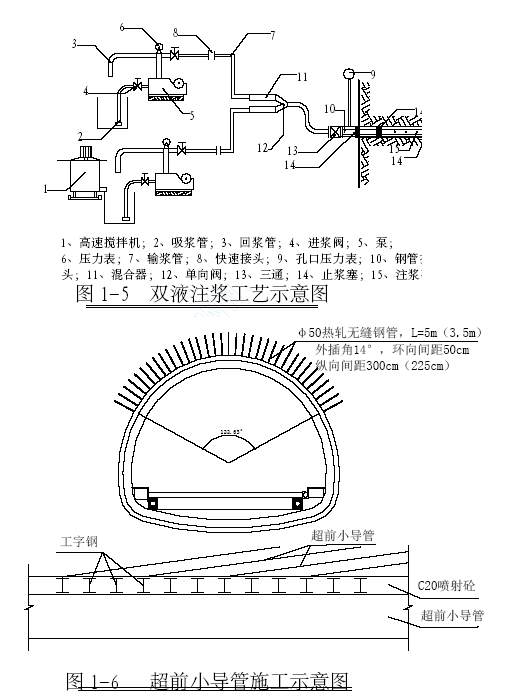 6
3
8
7
11
9
4
5
10
2
12
13
14
1
14
15
14
1、高速搅拌机；2、吸浆管；3、回浆管；4、进浆阀；5、泵；
6、压力表；7、输浆管；8、快速接头；9、孔口压力表；10、钢管
头；11、混合器；12、单向阀；13、三通；14、止浆塞；15、注浆
图1-5 双液注浆工艺示意图
φ50热轧无缝钢管，L=5m（3.5m）
外插角14°，环向间距50cm
纵向间距300cm（225cm）
122.63°
工字钢
超前小导管
C20喷射砼
超前小导管
图1-6 超前小导管施工示意图